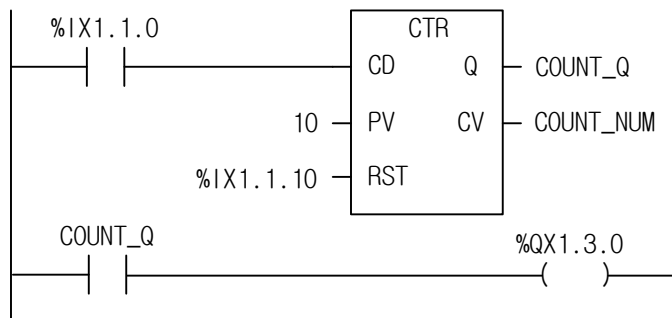 %IX1.1.0
CTR
CD Q COUNT_Q
10 PV CV COUNT_NUM
%IX1.1.10 RST
COUNT_Q
%QX1.3.0